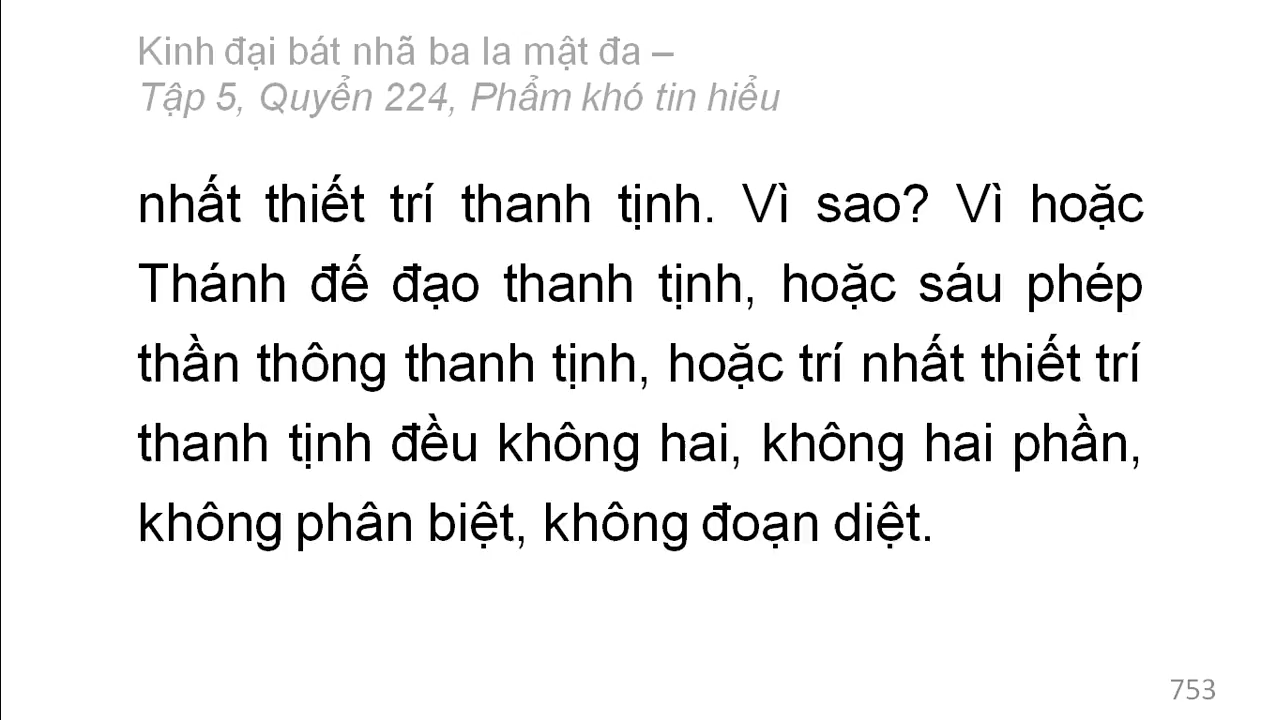 Kinh đại bát nhã ba la mật đa –
Tập 5, Quyển 224, Phẩm khó tin hiểu
nhất thiết trí thanh tịnh. Vì sao? Vì hoặc
Thánh đế đạo thanh tịnh, hoặc sáu phép
thần thông thanh tịnh, hoặc trí nhất thiết trí
thanh tịnh đều không hai, không hai phần,
không phân biệt, không đoạn diệt.
753